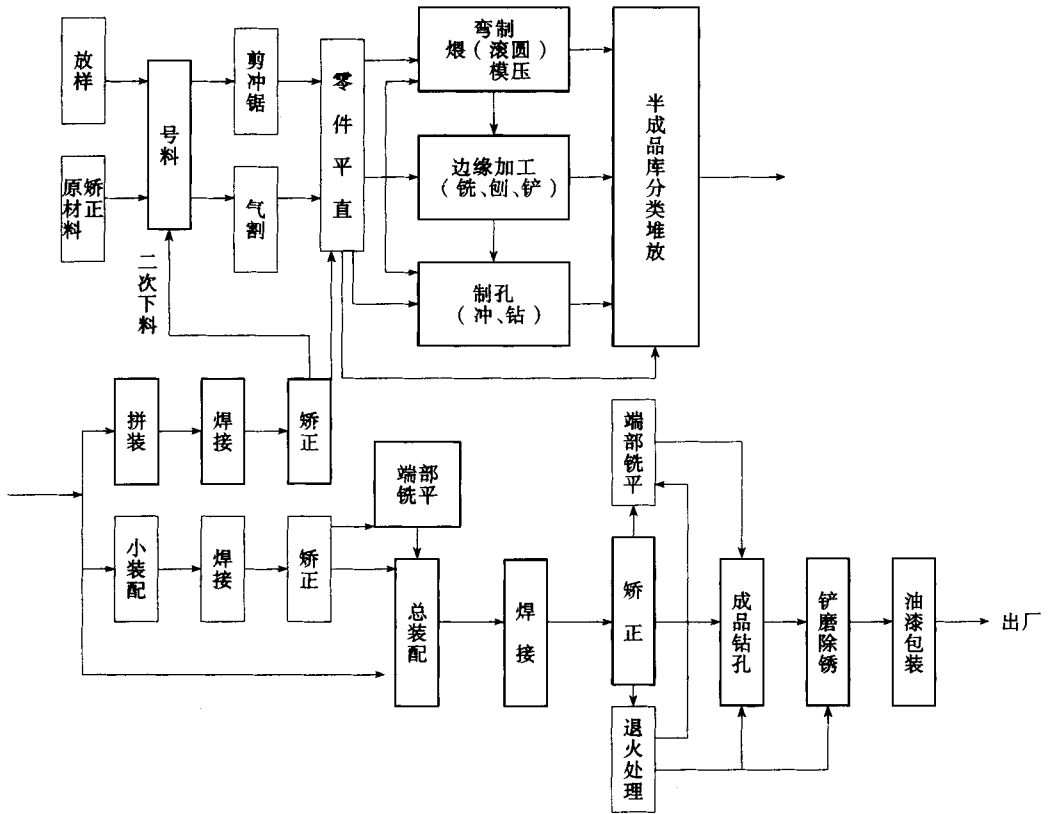 放样
原材料
矫正
号料
剪冲锯
气割
零件平直
弯制
煨(滚圆)
模压
边缘加工
(铣、刨、铲)
制孔
(冲、钻)
半成品库分类堆放
二次下料
拼装
焊接
矫正
小装配
焊接
矫正
端部
铣平
总装配
焊接
矫正
端部铣平
退火处理
成品钻孔
铲磨除锈
油漆包装
出厂